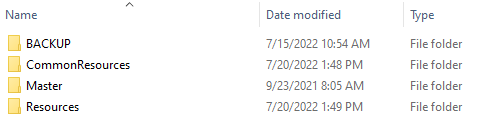 Name Date modified Type
BACKUP 7/15/2022 10:54 AM File folder
CommonResources 7/20/2022 1:48 PM File folder
Master 9/23/2021 8:05 AM File folder
Resources 7/20/2022 1:49 PM File folder